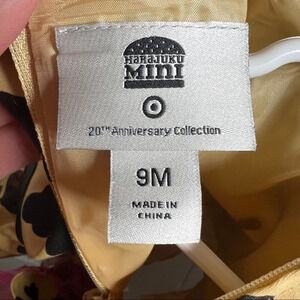 HARAJUKU
MINI
20TH Anniversary Collection
9M
MADE IN
CHINA